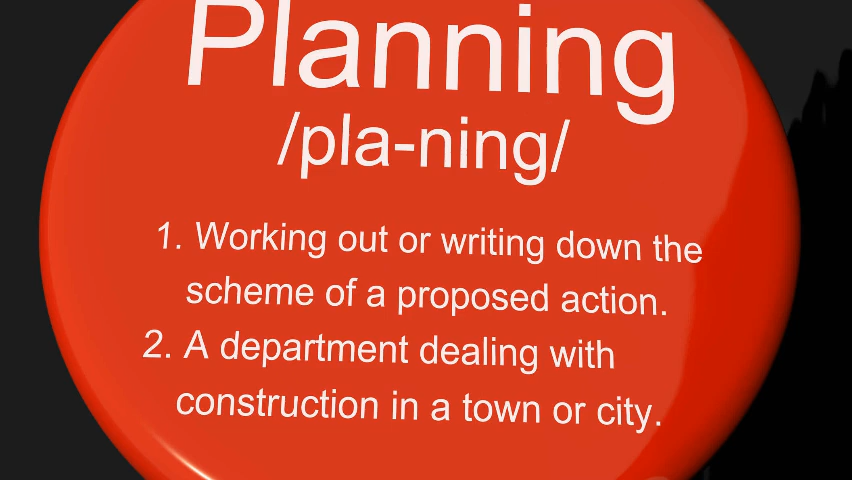 Planning
/pla-ning/
1. Working out or writing down the
scheme of a proposed action.
2. A department dealing with
construction in a town or city.